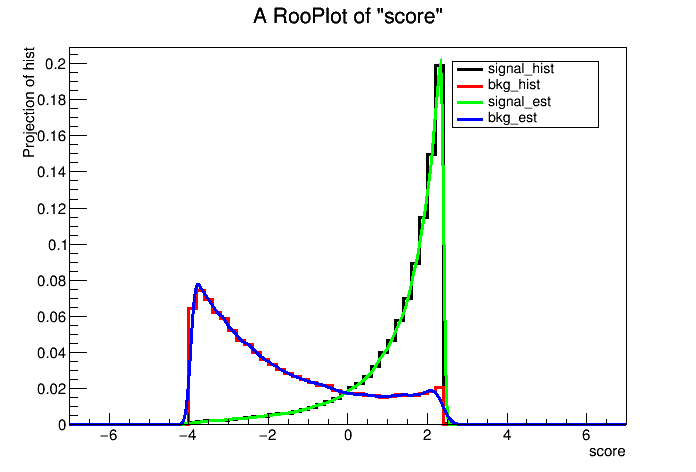 A RooPlot of "score"
Projection of hist
0.2
0.18
0.16
0.14
0.12
0.1
0.08
0.06
0.04
0.02
0
signal_hist
bkg_hist
signal_est
bkg_est
−6 −4 −2 0 2 4 6
score